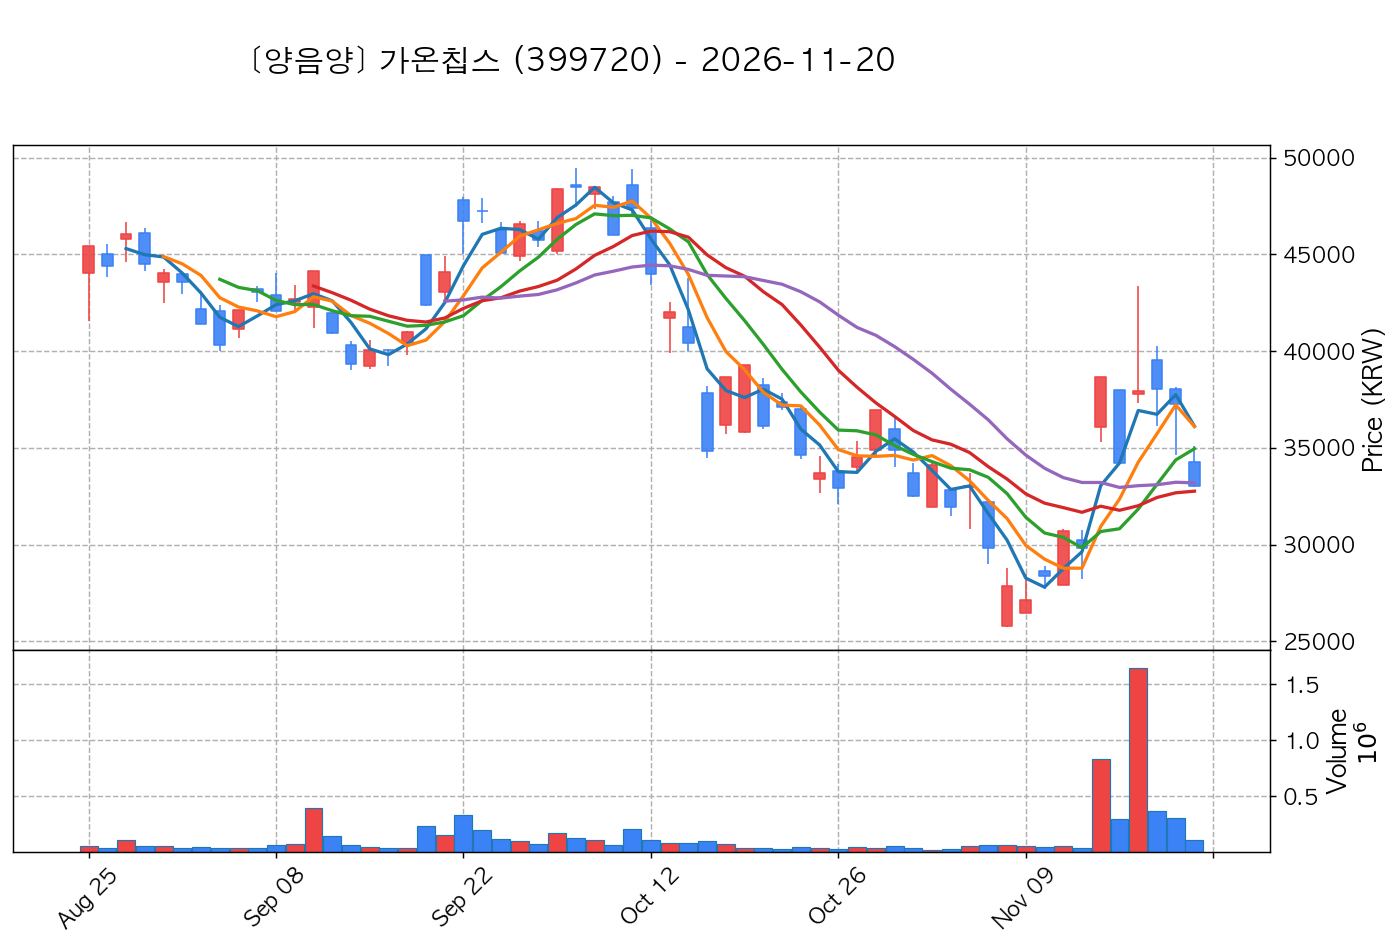 〔양음양〕 가온칩스 (399720) - 2026-11-20
50000
45000
40000
35000
30000
25000
Price (KRW)
1.5
1.0
0.5
Volume
10^6
Aug 25
Sep 08
Sep 22
Oct 12
Oct 26
Nov 09